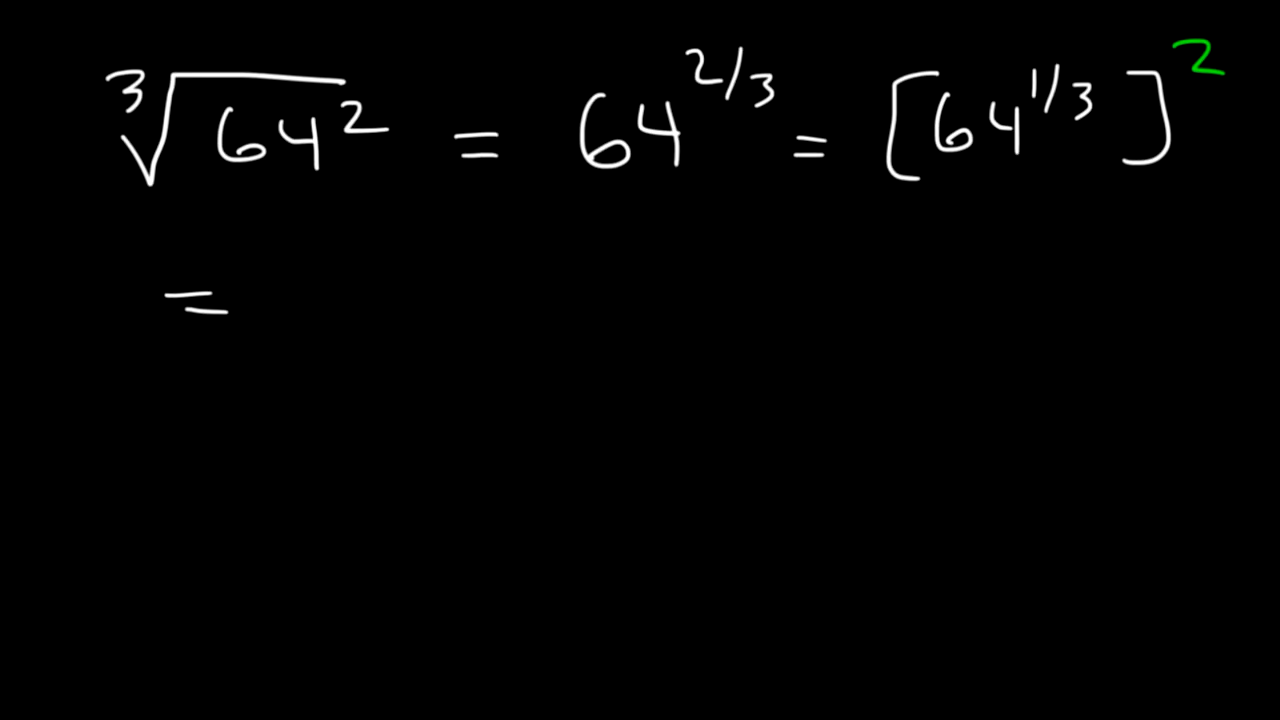 ∛64² = 64^2/3 = [64^1/3]^2
=